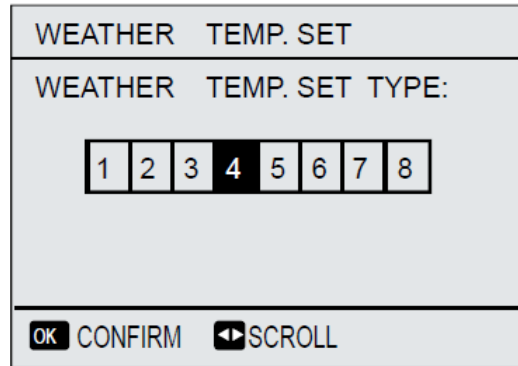 WEATHER TEMP. SET
WEATHER TEMP. SET TYPE:
1 2 3 4 5 6 7 8
OK CONFIRM ◄► SCROLL